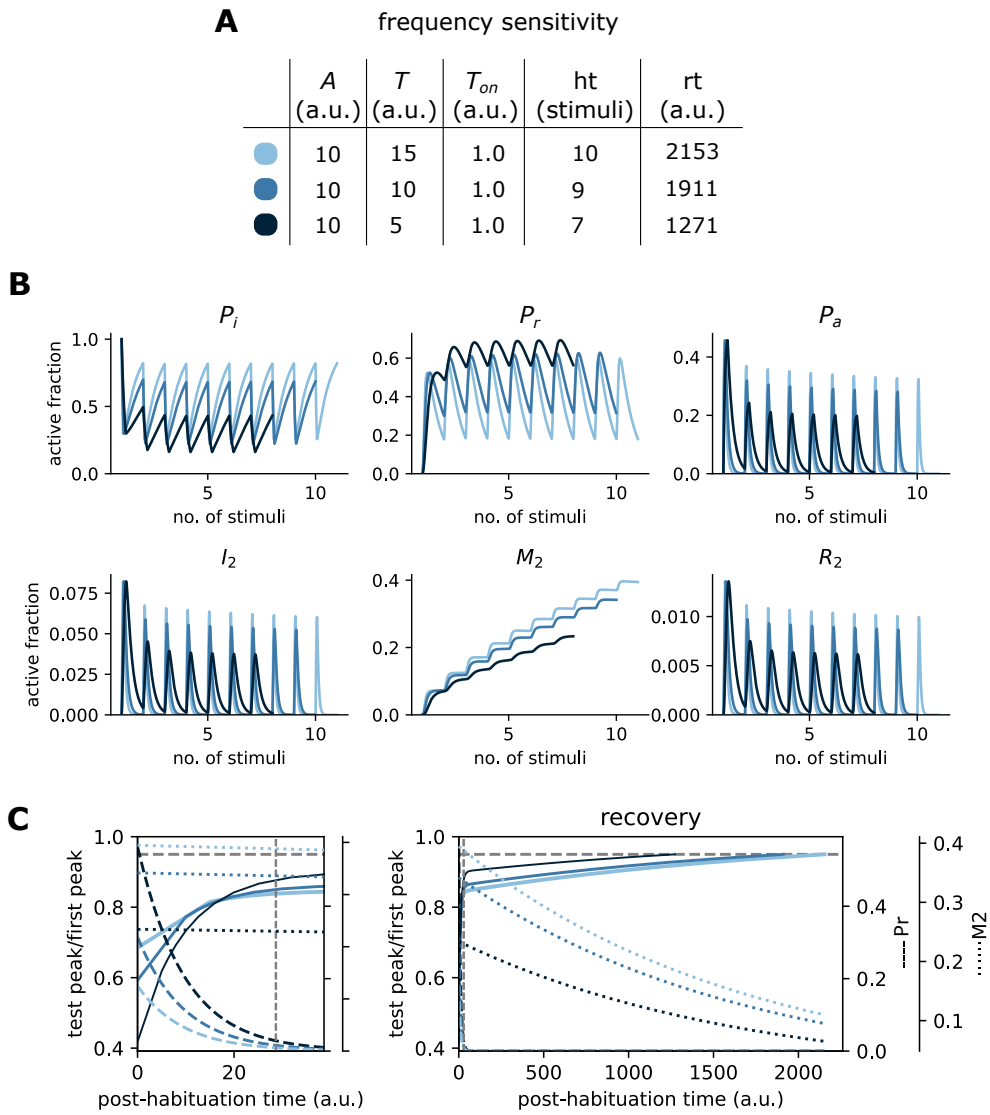 A frequency sensitivity
A T T_on ht rt
(a.u.) (a.u.) (a.u.) (stimuli) (a.u.)
10 15 1.0 10 2153
10 10 1.0 9 1911
10 5 1.0 7 1271
B
P_i P_r P_a
active fraction
1.0
0.5
0.0
5 10
no. of stimuli
0.6
0.4
0.2
0.0
5 10
no. of stimuli
0.4
0.2
0.0
5 10
no. of stimuli
I_2 M_2 R_2
active fraction
0.075
0.050
0.025
0.000
5 10
no. of stimuli
0.4
0.2
0.0
5 10
no. of stimuli
0.010
0.005
0.000
5 10
no. of stimuli
C
test peak/first peak
1.0
0.8
0.6
0.4
0 20
post-habituation time (a.u.)
recovery
test peak/first peak
1.0
0.8
0.6
0.4
0 500 1000 1500 2000
post-habituation time (a.u.)
0.4
0.2
0.0
----Pr
0.4
0.3
0.2
0.1
......M2